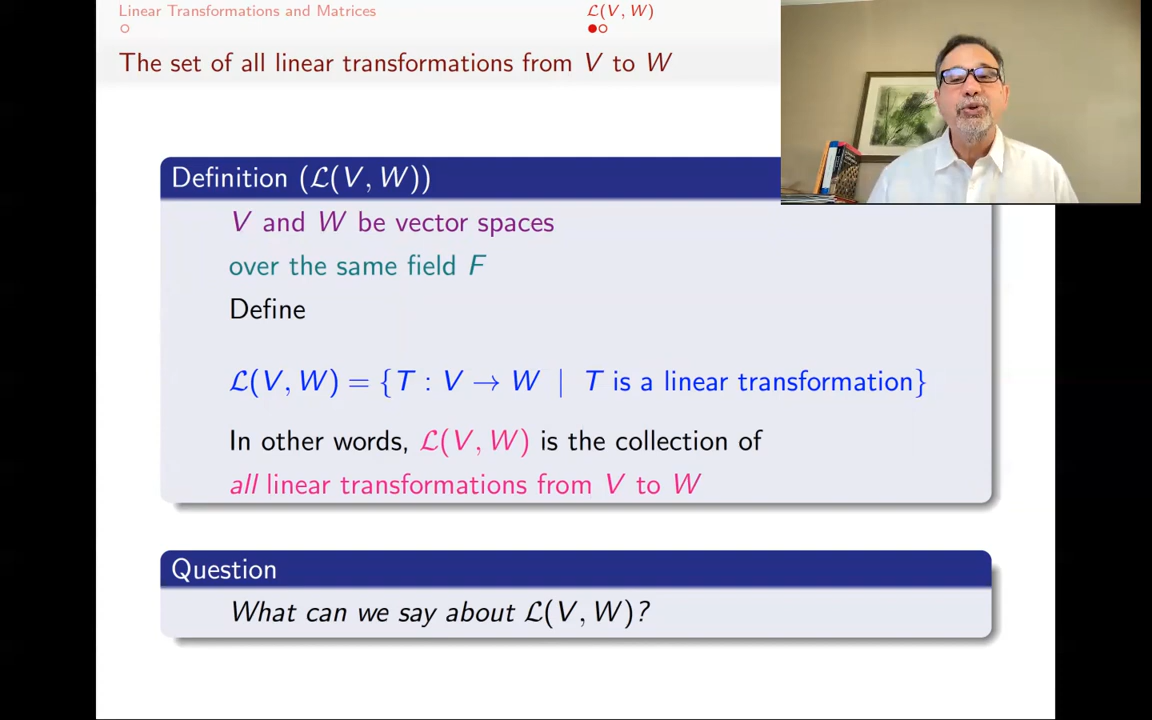 Linear Transformations and Matrices
ℒ(V, W)
The set of all linear transformations from V to W
Definition (ℒ(V, W))
V and W be vector spaces
over the same field F
Define
ℒ(V, W) = {T : V → W | T is a linear transformation}
In other words, ℒ(V, W) is the collection of
all linear transformations from V to W
Question
What can we say about ℒ(V, W)?